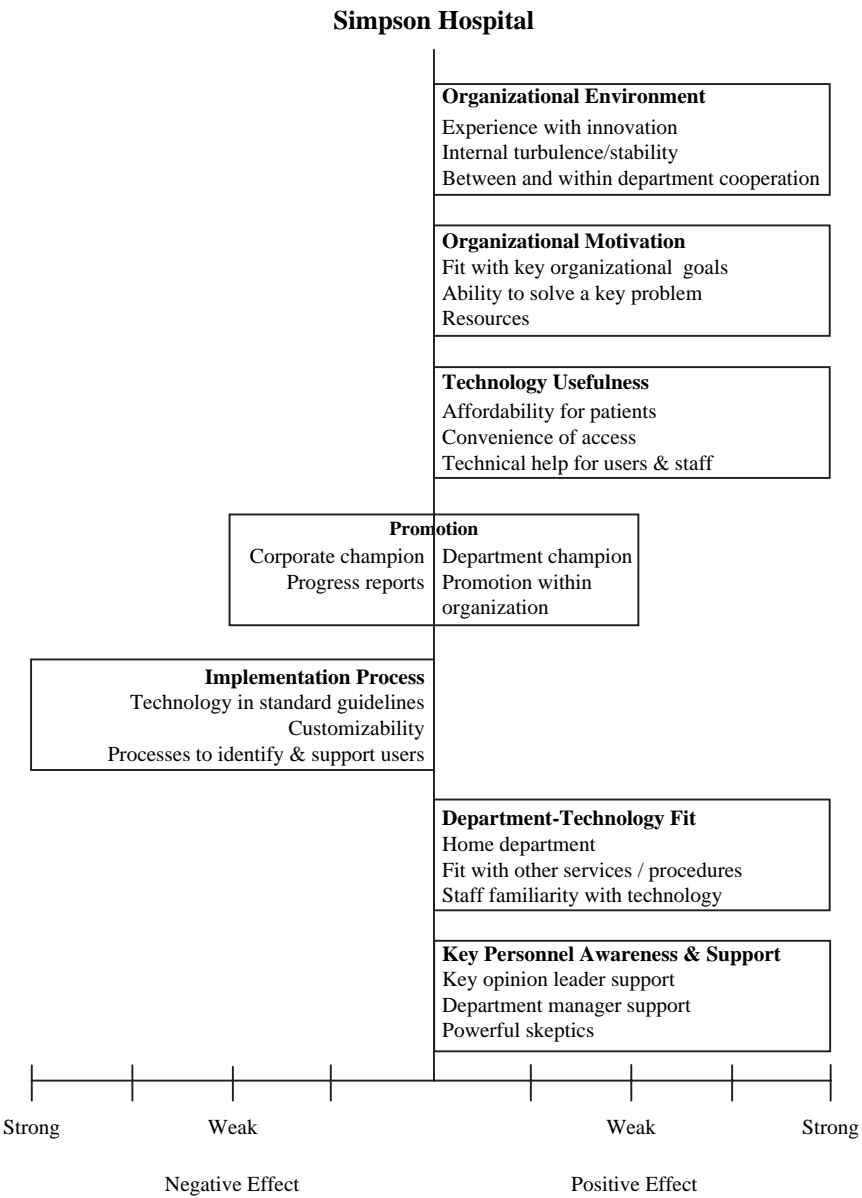 Simpson Hospital
Organizational Environment
Experience with innovation
Internal turbulence/stability
Between and within department cooperation
Organizational Motivation
Fit with key organizational goals
Ability to solve a key problem
Resources
Technology Usefulness
Affordability for patients
Convenience of access
Technical help for users & staff
Promotion
Corporate champion
Progress reports
Department champion
Promotion within
organization
Implementation Process
Technology in standard guidelines
Customizability
Processes to identify & support users
Department-Technology Fit
Home department
Fit with other services / procedures
Staff familiarity with technology
Key Personnel Awareness & Support
Key opinion leader support
Department manager support
Powerful skeptics
Strong Weak Weak Strong
Negative Effect Positive Effect